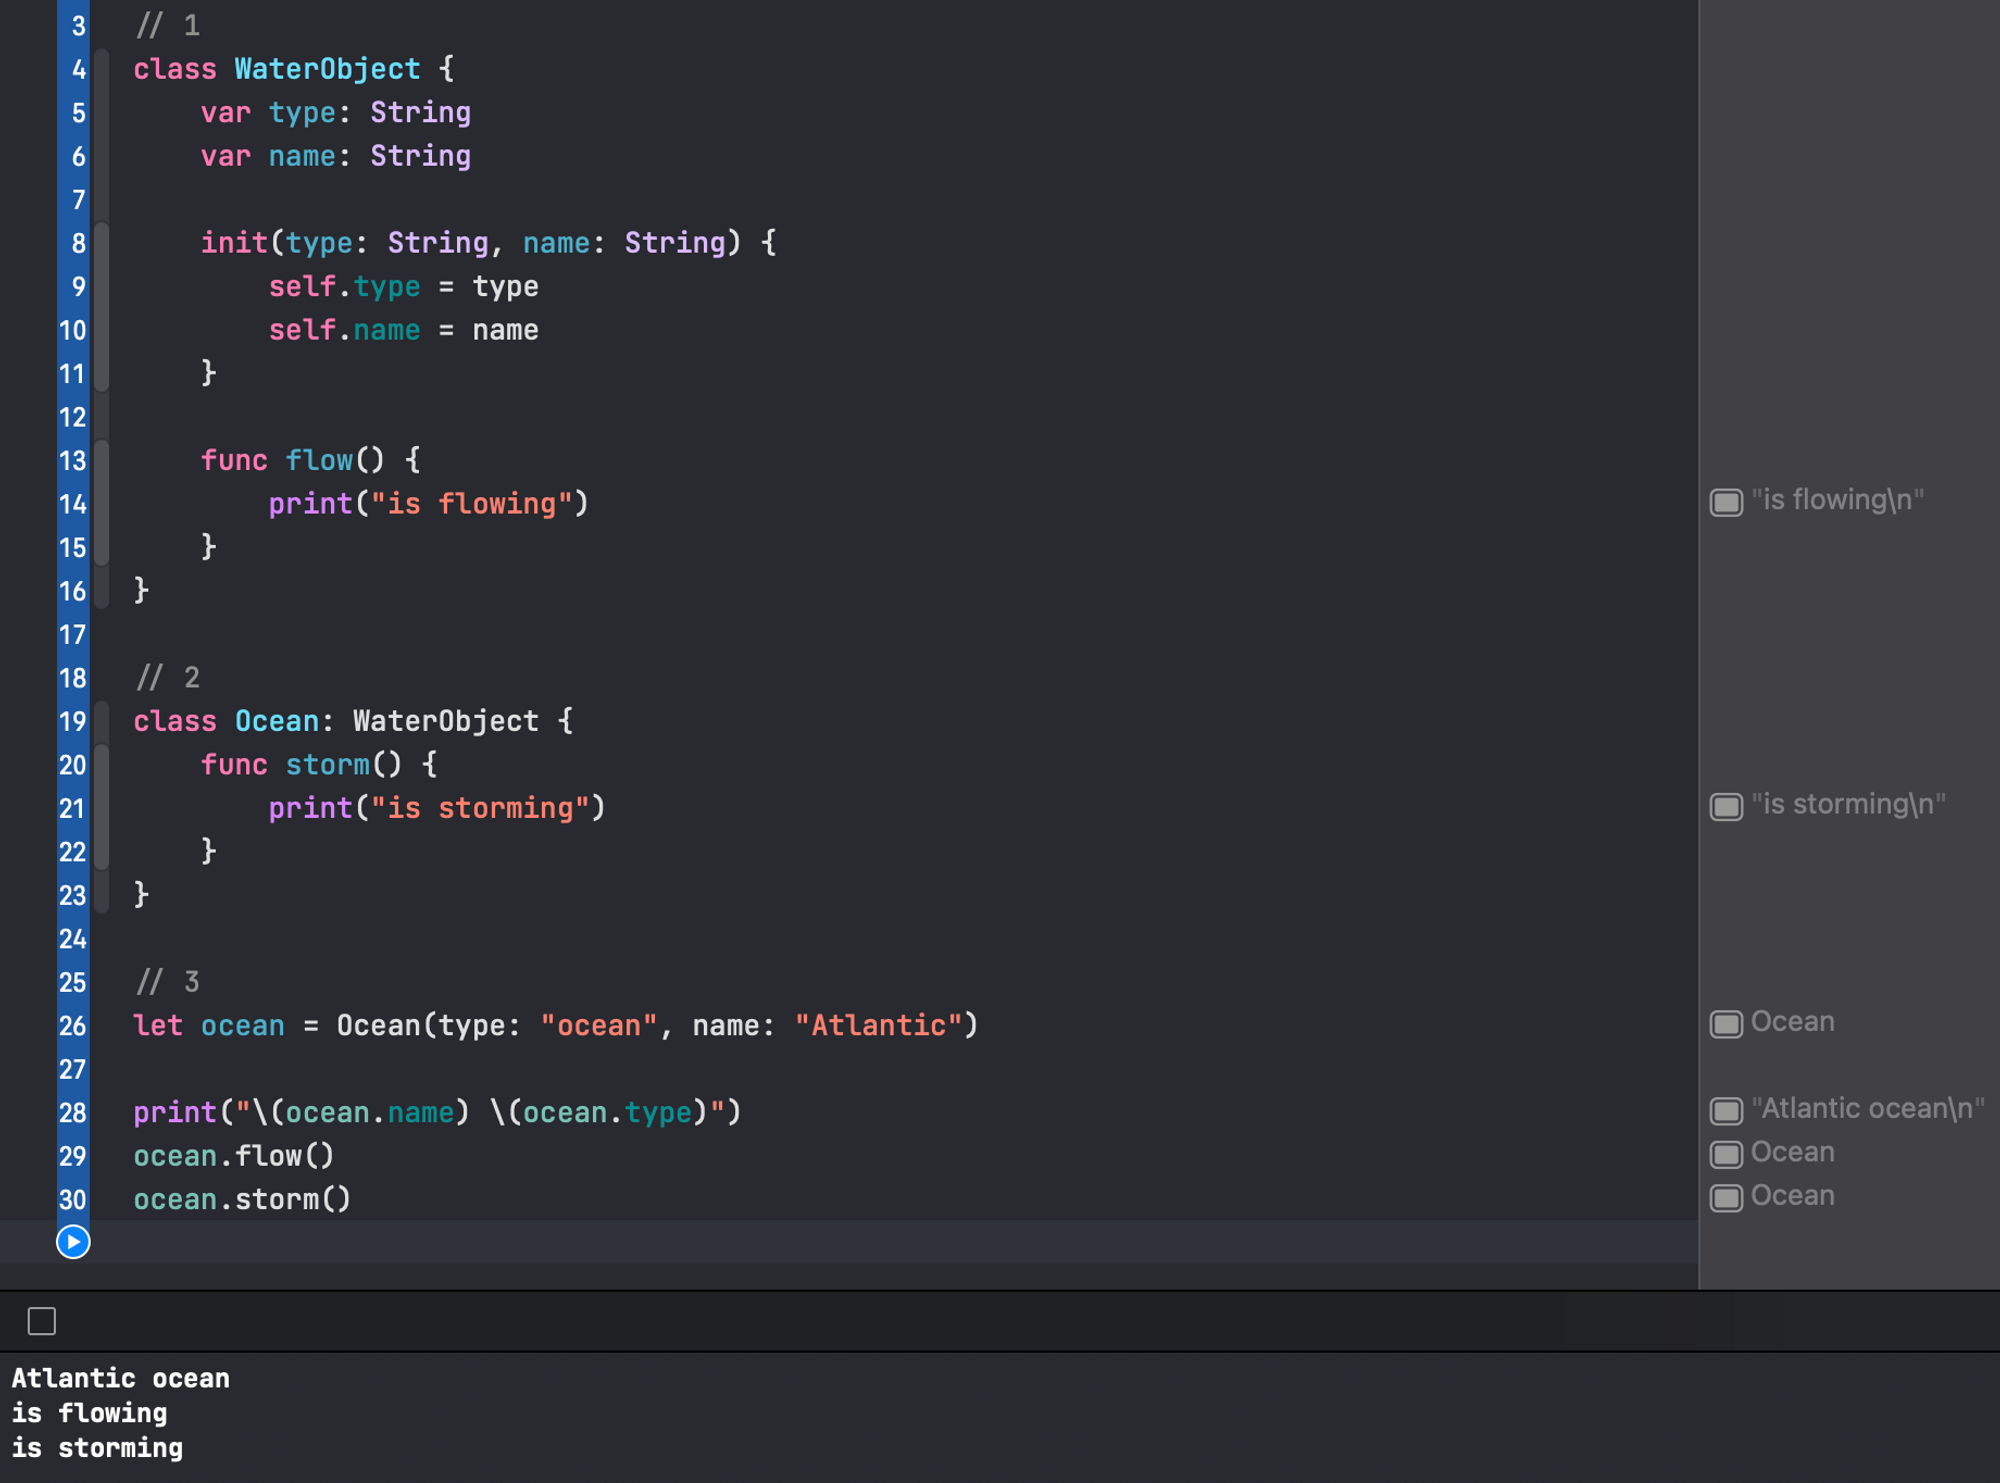 3 // 1
4 class WaterObject {
5     var type: String
6     var name: String
7
8     init(type: String, name: String) {
9         self.type = type
10         self.name = name
11     }
12
13     func flow() {
14         print("is flowing") "is flowing\n"
15     }
16 }
17
18 // 2
19 class Ocean: WaterObject {
20     func storm() {
21         print("is storming") "is storming\n"
22     }
23 }
24
25 // 3
26 let ocean = Ocean(type: "ocean", name: "Atlantic") Ocean
27
28 print("\(ocean.name) \(ocean.type)") "Atlantic ocean\n"
29 ocean.flow() Ocean
30 ocean.storm() Ocean
Atlantic ocean
is flowing
is storming